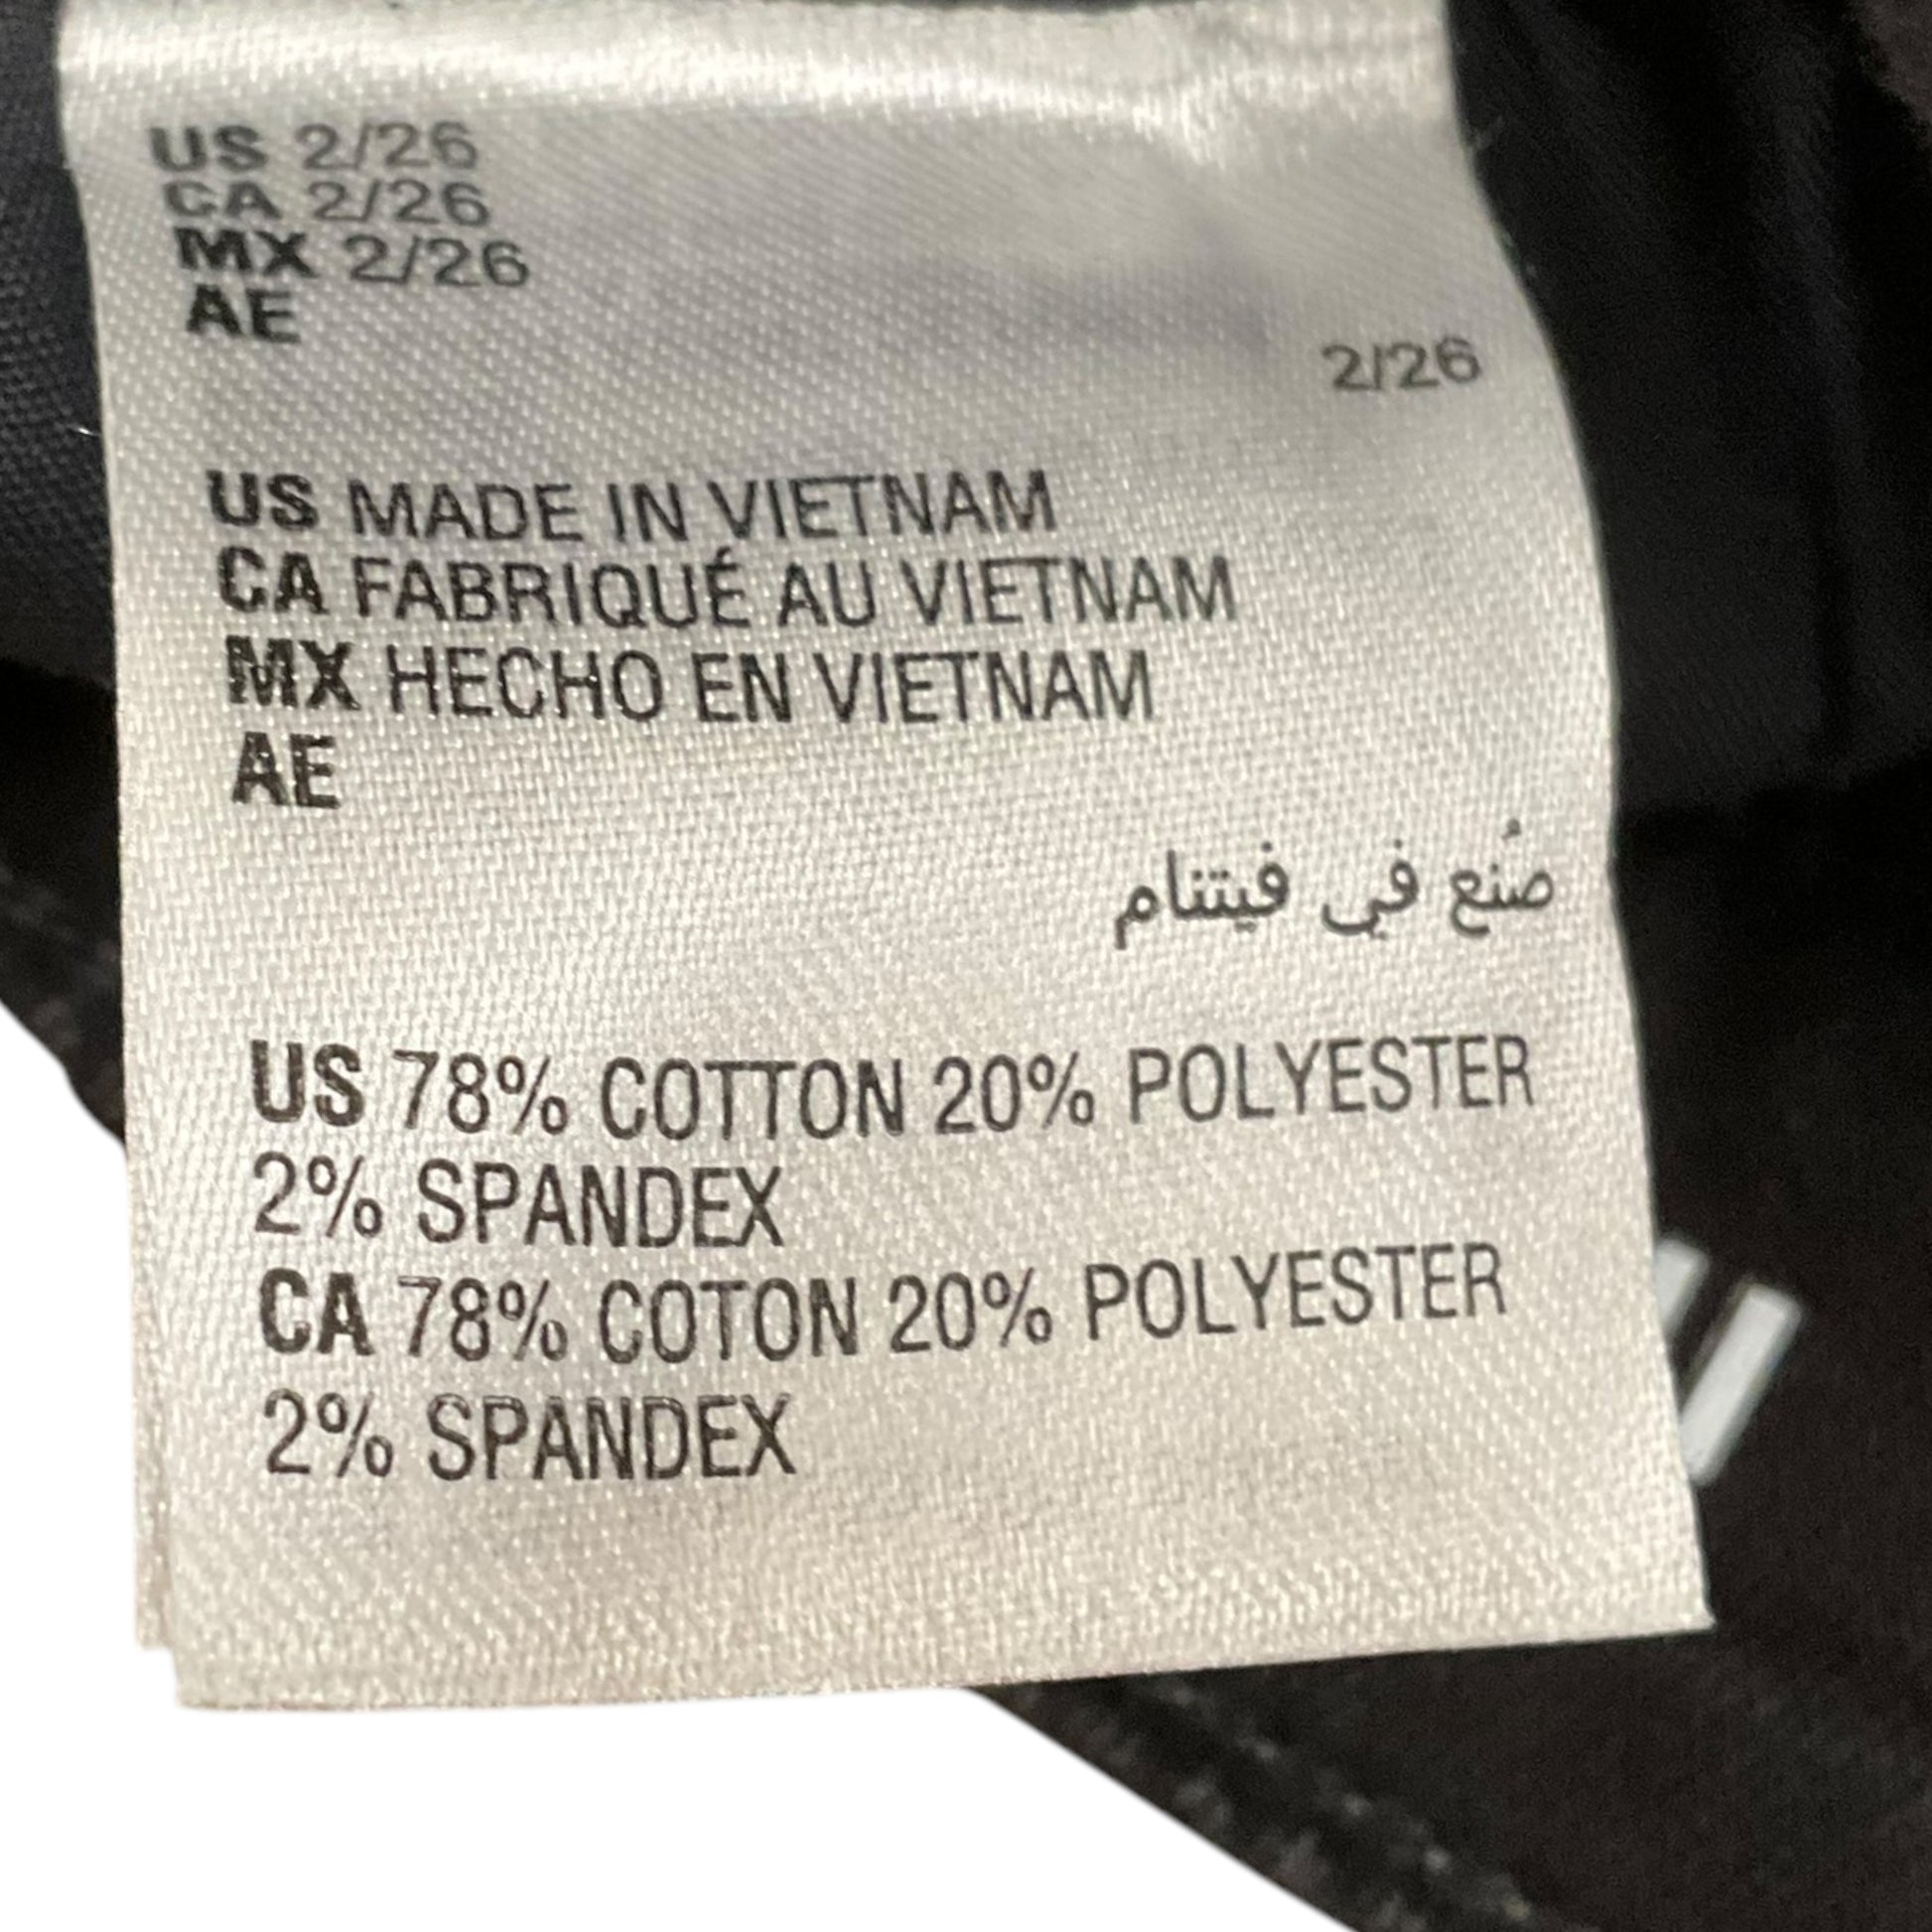 US 2/26
CA 2/26
MX 2/26
AE
2/26
US MADE IN VIETNAM
CA FABRIQUÉ AU VIETNAM
MX HECHO EN VIETNAM
AE
صُنع في فيتنام
US 78% COTTON 20% POLYESTER
2% SPANDEX
CA 78% COTON 20% POLYESTER
2% SPANDEX